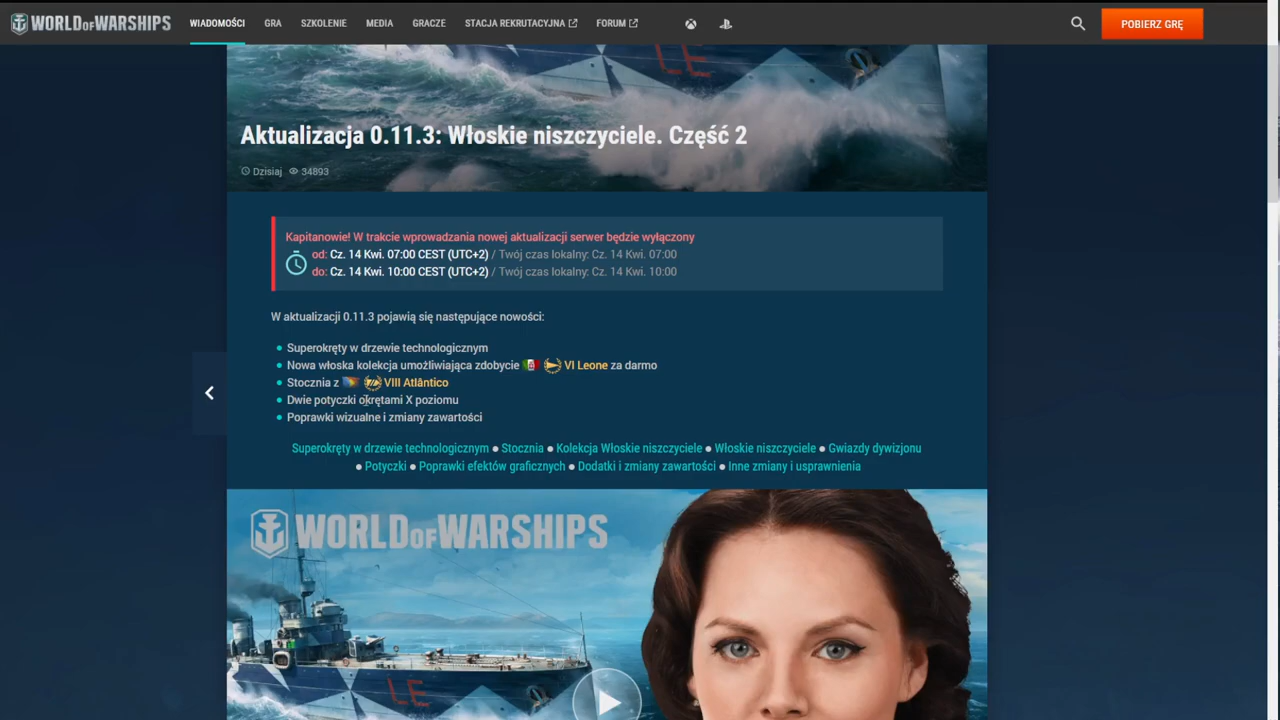 WORLD OF WARSHIPS WIADOMOŚCI GRA SZKOLENIE MEDIA GRACZE STACJA REKRUTACYJNA FORUM POBIERZ GRĘ
LE
Aktualizacja 0.11.3: Włoskie niszczyciele. Część 2
Dzisiaj 34893
Kapitanowie! W trakcie wprowadzania nowej aktualizacji serwer będzie wyłączony
od: Cz. 14 Kwi. 07:00 CEST (UTC+2) / Twój czas lokalny: Cz. 14 Kwi. 07:00
do: Cz. 14 Kwi. 10:00 CEST (UTC+2) / Twój czas lokalny: Cz. 14 Kwi. 10:00
W aktualizacji 0.11.3 pojawią się następujące nowości:
Superokręty w drzewie technologicznym
Nowa włoska kolekcja umożliwiająca zdobycie VI Leone za darmo
Stocznia z VIII Atlântico
Dwie potyczki okrętami X poziomu
Poprawki wizualne i zmiany zawartości
Superokręty w drzewie technologicznym ● Stocznia ● Kolekcja Włoskie niszczyciele ● Włoskie niszczyciele ● Gwiazdy dywizjonu
● Potyczki ● Poprawki efektów graficznych ● Dodatki i zmiany zawartości ● Inne zmiany i usprawnienia
WORLD OF WARSHIPS
LE